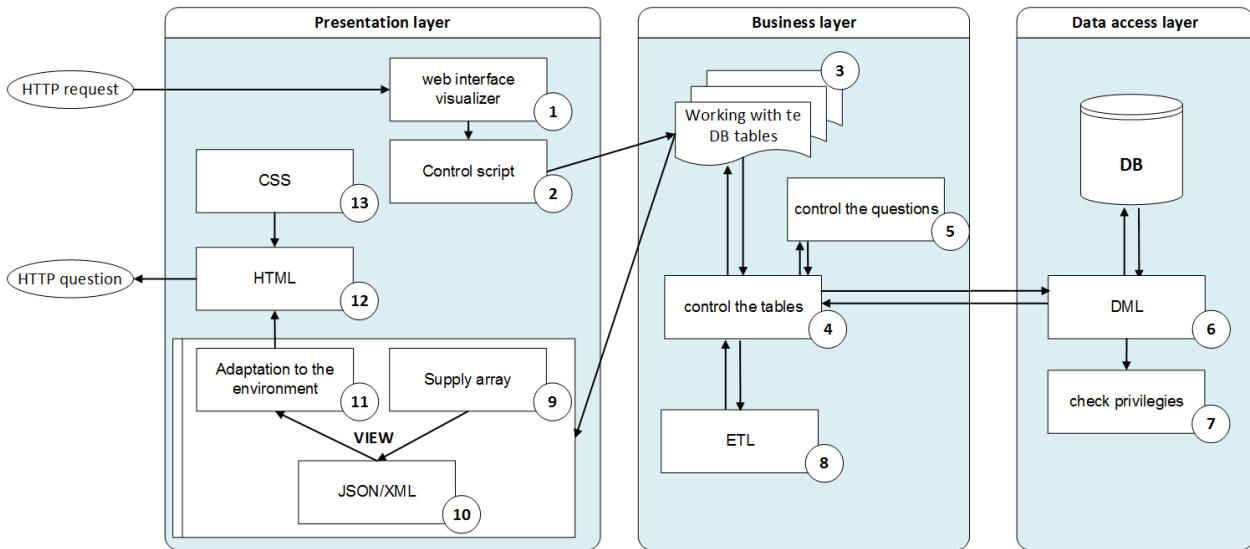 Presentation layer
Business layer
Data access layer
HTTP request
web interface
visualizer
1
3
Working with te
DB tables
DB
Control script
2
CSS
13
control the questions
5
HTTP question
HTML
12
control the tables
4
DML
6
Adaptation to the
environment
11
Supply array
9
check privilegies
7
VIEW
ETL
8
JSON/XML
10